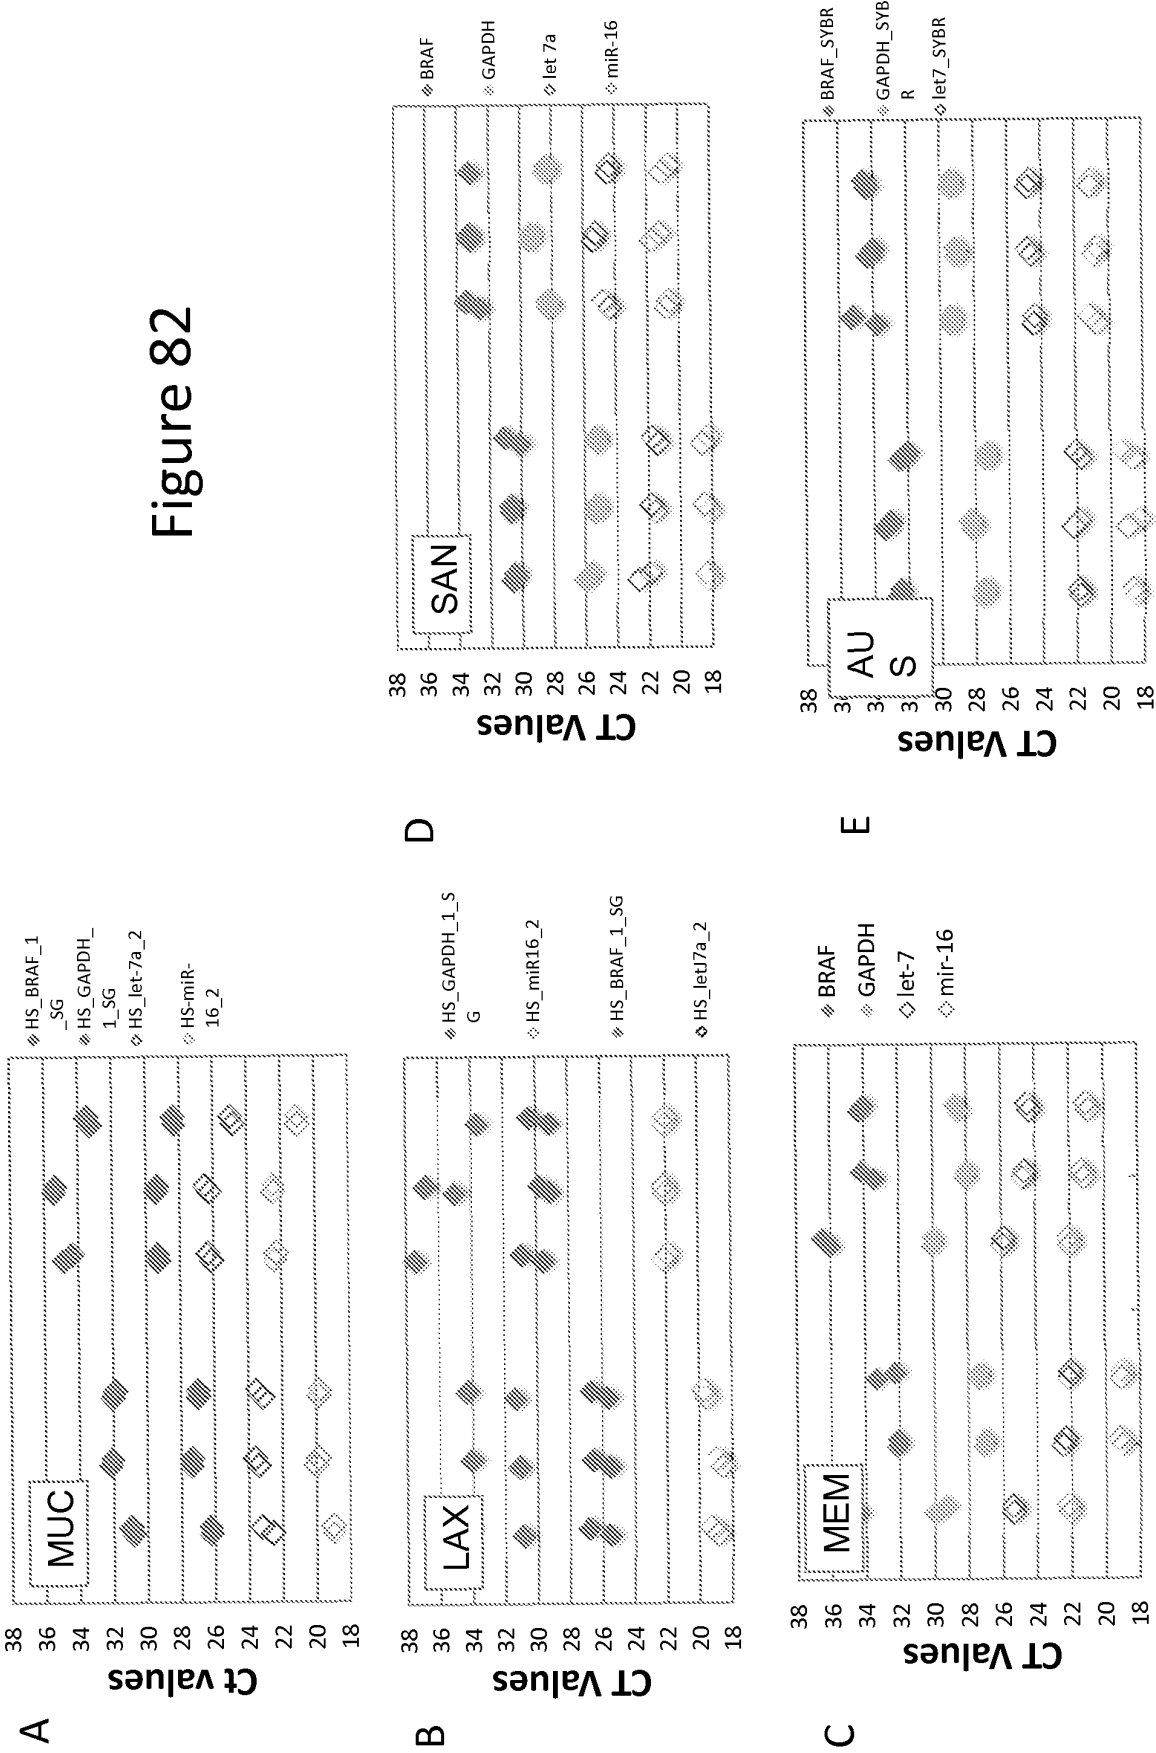 Figure 82
A
Ct values
38
36
34
32
30
28
26
24
22
20
18
MUC
HS_BRAF_1
_SG
HS_GAPDH_
1_SG
HS_let-7a_2
HS-miR-
16_2
B
CT Values
38
36
34
32
30
28
26
24
22
20
18
LAX
HS_GAPDH_1_S
G
HS_miR16_2
HS_BRAF_1_SG
HS_letJ7a_2
C
CT Values
38
36
34
32
30
28
26
24
22
20
18
MEM
BRAF
GAPDH
let-7
mir-16
D
CT Values
38
36
34
32
30
28
26
24
22
20
18
SAN
BRAF
GAPDH
let 7a
miR-16
E
CT Values
38
30
28
26
24
22
20
18
AU
S
BRAF_SYBR
GAPDH_SYB
R
let7_SYBR